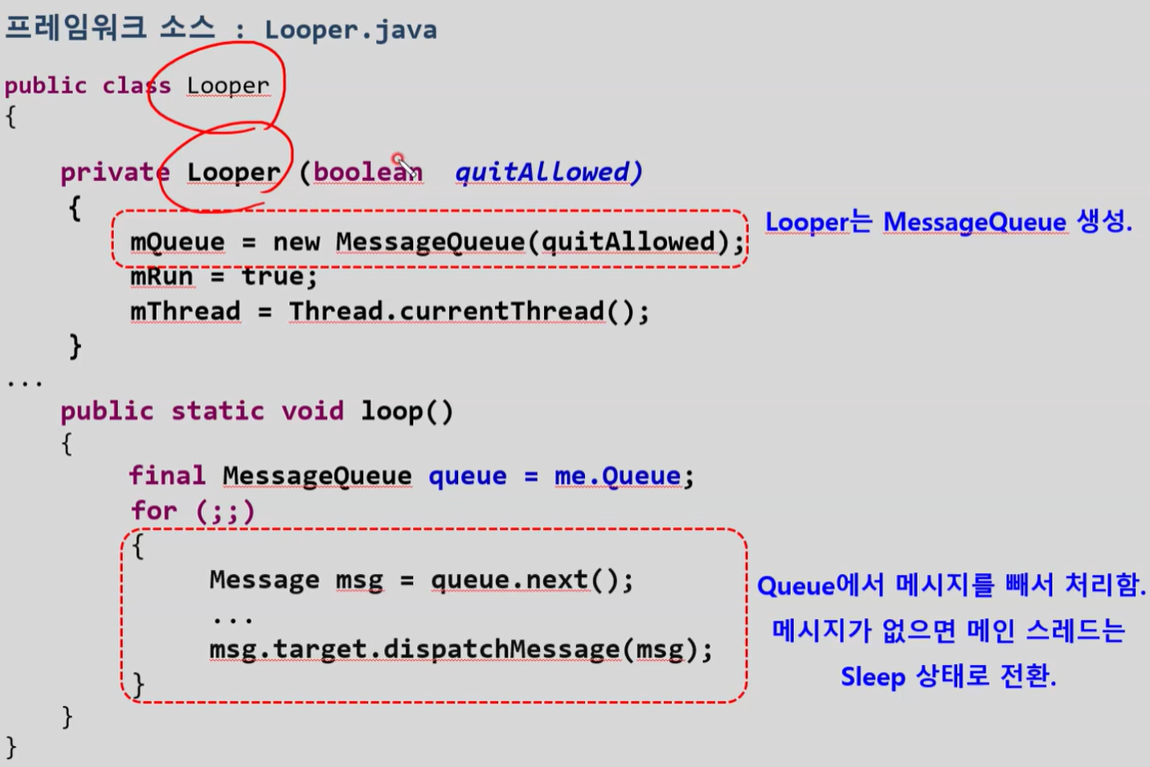 프레임워크 소스 : Looper.java
public class Looper
{
private Looper (boolean quitAllowed)
{
mQueue = new MessageQueue(quitAllowed);
Looper는 MessageQueue 생성.
mRun = true;
mThread = Thread.currentThread();
}
...
public static void loop()
{
final MessageQueue queue = me.Queue;
for (;;)
{
Message msg = queue.next();
...
msg.target.dispatchMessage(msg);
}
Queue에서 메시지를 빼서 처리함.
메시지가 없으면 메인 스레드는
Sleep 상태로 전환.
}
}